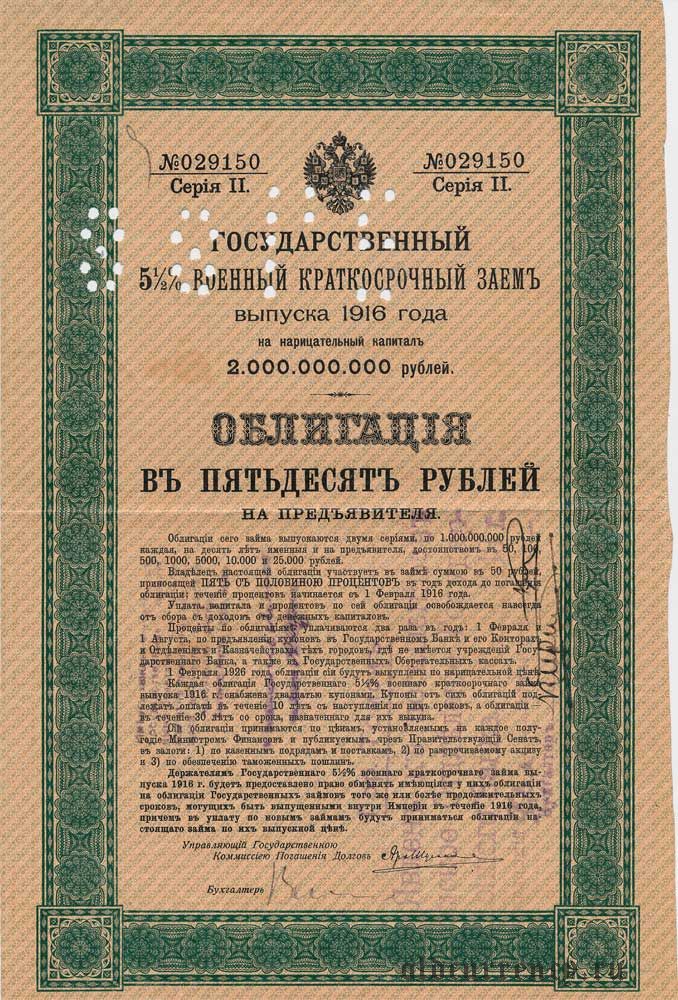 №029150
Серія II.
№029150
Серія II.
ГОСУДАРСТВЕННЫЙ
5½% ВОЕННЫЙ КРАТКОСРОЧНЫЙ ЗАЕМЪ
выпуска 1916 года
на нарицательный капиталъ
2.000.000.000 рублей.
ОБЛИГАЦІЯ
ВЪ ПЯТЬДЕСЯТЪ РУБЛЕЙ
НА ПРЕДЪЯВИТЕЛЯ.
Облигаціи сего займа выпускаются двумя серіями, по 1.000.000.000 рублей
каждая, на десять лѣтъ именныя и на предъявителя, достоинствомъ въ 50, 100
500, 1000, 5000, 10.000 и 25.000 рублей.
Владѣлецъ настоящей облигаціи участвуетъ въ займѣ суммою въ 50 рублей,
приносящей ПЯТЬ СЪ ПОЛОВИНОЮ ПРОЦЕНТОВЪ въ годъ дохода до погашенія
облигаціи; теченіе процентовъ начинается съ 1 Февраля 1916 года.
Уплата капитала и процентовъ по сей облигаціи освобождается навсегда
отъ сбора съ доходовъ отъ денежныхъ капиталовъ.
Проценты по облигаціямъ уплачиваются два раза въ годъ: 1 Февраля и
1 Августа, по предъявленіи купоновъ въ Государственномъ Банкѣ и его Конторахъ
и Отдѣленіяхъ и Казначействахъ тѣхъ городовъ, гдѣ не имѣется учрежденій Госу-
дарственнаго Банка, а также въ Государственныхъ Сберегательныхъ кассахъ.
1 Февраля 1926 года облигаціи сіи будутъ выкуплены по нарицательной цѣнѣ
Каждая облигація Государственнаго 5½% военнаго краткосрочнаго займа
выпуска 1916 г. снабжена двадцатью купонами. Купоны отъ сихъ облигацій под-
лежатъ оплатѣ въ теченіе 10 лѣтъ съ наступленія по нимъ сроковъ, а облигаціи—
въ теченіе 30 лѣтъ со срока, назначеннаго для ихъ выкупа.
Сіи облигаціи принимаются по цѣнамъ, установляемымъ на каждое полу-
годіе Министромъ Финансовъ и публикуемымъ чрезъ Правительствующій Сенатъ,
въ залоги: 1) по казеннымъ подрядамъ и поставкамъ, 2) по разсрочиваемому акцизу
и 3) по обезпеченію таможенныхъ пошлинъ.
Держателямъ Государственнаго 5½% военнаго краткосрочнаго займа вы-
пуска 1916 г. будетъ предоставлено право обмѣнять имѣющіяся у нихъ облигаціи
на облигаціи Государственныхъ займовъ того же или болѣе продолжительныхъ
сроковъ, могущихъ быть выпущенными внутри Имперіи въ теченіе 1916 года,
причемъ въ уплату по новымъ займамъ будутъ приниматься облигаціи на-
стоящаго займа по ихъ выпускной цѣнѣ.
Управляющій Государственною
Коммиссіею Погашенія Долговъ
Бухгалтеръ